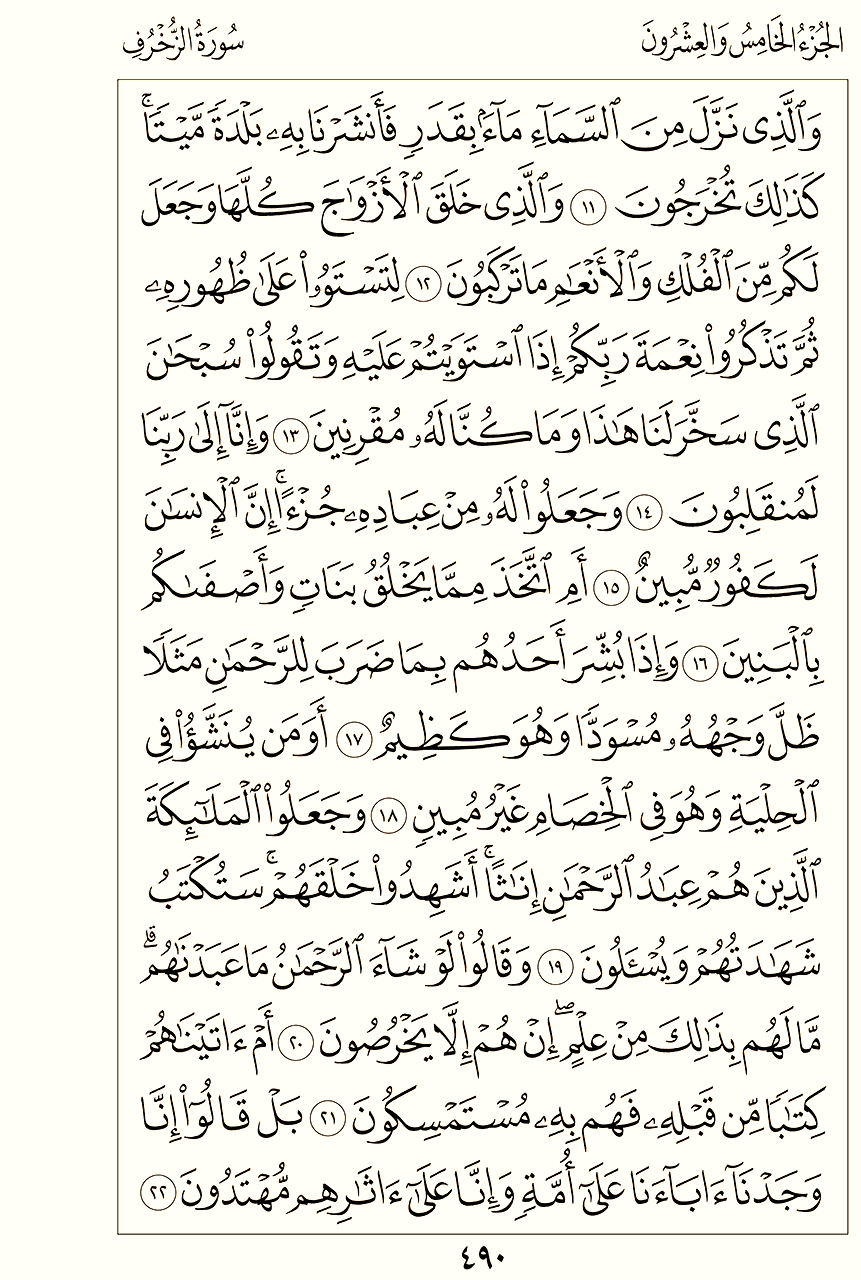 الجُزْءُ الخَامِسُ وَالعِشْرُونَ
سُورَةُ الزُّخْرُفِ
وَٱلَّذِى نَزَّلَ مِنَ ٱلسَّمَآءِ مَآءَۢ بِقَدَرٍ فَأَنشَرْنَا بِهِۦ بَلْدَةً مَّيْتًاۚ
كَذَٰلِكَ تُخْرَجُونَ ١١ وَٱلَّذِى خَلَقَ ٱلْأَزْوَٰجَ كُلَّهَا وَجَعَلَ
لَكُم مِّنَ ٱلْفُلْكِ وَٱلْأَنْعَٰمِ مَا تَرْكَبُونَ ١٢ لِتَسْتَوُۥا۟ عَلَىٰ ظُهُورِهِۦ
ثُمَّ تَذْكُرُوا۟ نِعْمَةَ رَبِّكُمْ إِذَا ٱسْتَوَيْتُمْ عَلَيْهِ وَتَقُولُوا۟ سُبْحَٰنَ
ٱلَّذِى سَخَّرَ لَنَا هَٰذَا وَمَا كُنَّا لَهُۥ مُقْرِنِينَ ١٣ وَإِنَّآ إِلَىٰ رَبِّنَا
لَمُنقَلِبُونَ ١٤ وَجَعَلُوا۟ لَهُۥ مِنْ عِبَادِهِۦ جُزْءًاۚ إِنَّ ٱلْإِنسَٰنَ
لَكَفُورٌ مُّبِينٌ ١٥ أَمِ ٱتَّخَذَ مِمَّا يَخْلُقُ بَنَاتٍ وَأَصْفَىٰكُم
بِٱلْبَنِينَ ١٦ وَإِذَا بُشِّرَ أَحَدُهُم بِمَا ضَرَبَ لِلرَّحْمَٰنِ مَثَلًا
ظَلَّ وَجْهُهُۥ مُسْوَدًّا وَهُوَ كَظِيمٌ ١٧ أَوَمَن يُنَشَّؤُا۟ فِى
ٱلْحِلْيَةِ وَهُوَ فِى ٱلْخِصَامِ غَيْرُ مُبِينٍ ١٨ وَجَعَلُوا۟ ٱلْمَلَٰٓئِكَةَ
ٱلَّذِينَ هُمْ عِبَٰدُ ٱلرَّحْمَٰنِ إِنَٰثًاۚ أَشَهِدُوا۟ خَلْقَهُمْۚ سَتُكْتَبُ
شَهَٰدَتُهُمْ وَيُسْـَٔلُونَ ١٩ وَقَالُوا۟ لَوْ شَآءَ ٱلرَّحْمَٰنُ مَا عَبَدْنَٰهُمۗ
مَّا لَهُم بِذَٰلِكَ مِنْ عِلْمٍۖ إِنْ هُمْ إِلَّا يَخْرُصُونَ ٢٠ أَمْ ءَاتَيْنَٰهُمْ
كِتَٰبًا مِّن قَبْلِهِۦ فَهُم بِهِۦ مُسْتَمْسِكُونَ ٢١ بَلْ قَالُوٓا۟ إِنَّا
وَجَدْنَآ ءَابَآءَنَا عَلَىٰٓ أُمَّةٍ وَإِنَّا عَلَىٰٓ ءَاثَٰرِهِم مُّهْتَدُونَ ٢٢
٤٩٠